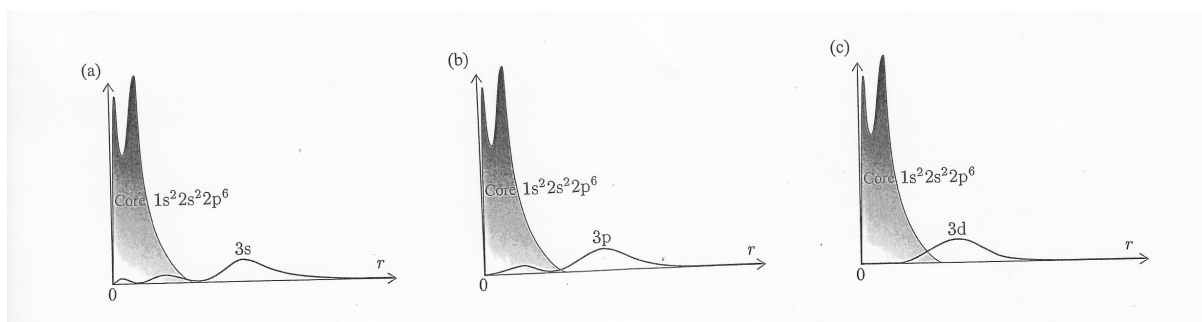 (a)
Core 1s²2s²2p⁶
3s
r
0
(b)
Core 1s²2s²2p⁶
3p
r
0
(c)
Core 1s²2s²2p⁶
3d
r
0